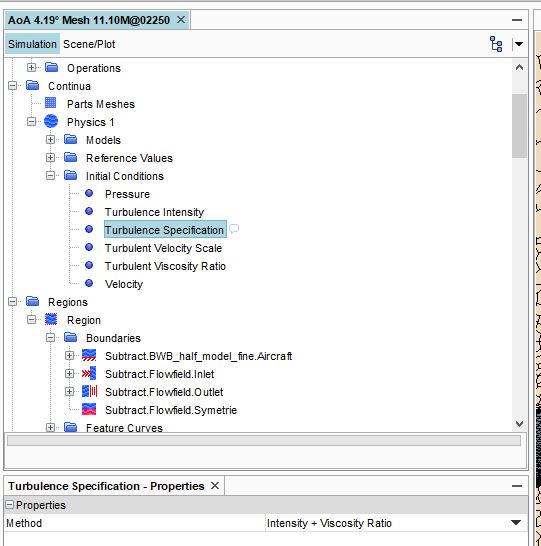 AoA 4.19° Mesh 11.10M@02250
Simulation Scene/Plot
Operations
Continua
Parts Meshes
Physics 1
Models
Reference Values
Initial Conditions
Pressure
Turbulence Intensity
Turbulence Specification
Turbulent Velocity Scale
Turbulent Viscosity Ratio
Velocity
Regions
Region
Boundaries
Subtract.BWB_half_model_fine.Aircraft
Subtract.Flowfield.Inlet
Subtract.Flowfield.Outlet
Subtract.Flowfield.Symetrie
Feature Curves
Turbulence Specification - Properties
Properties
Method Intensity + Viscosity Ratio